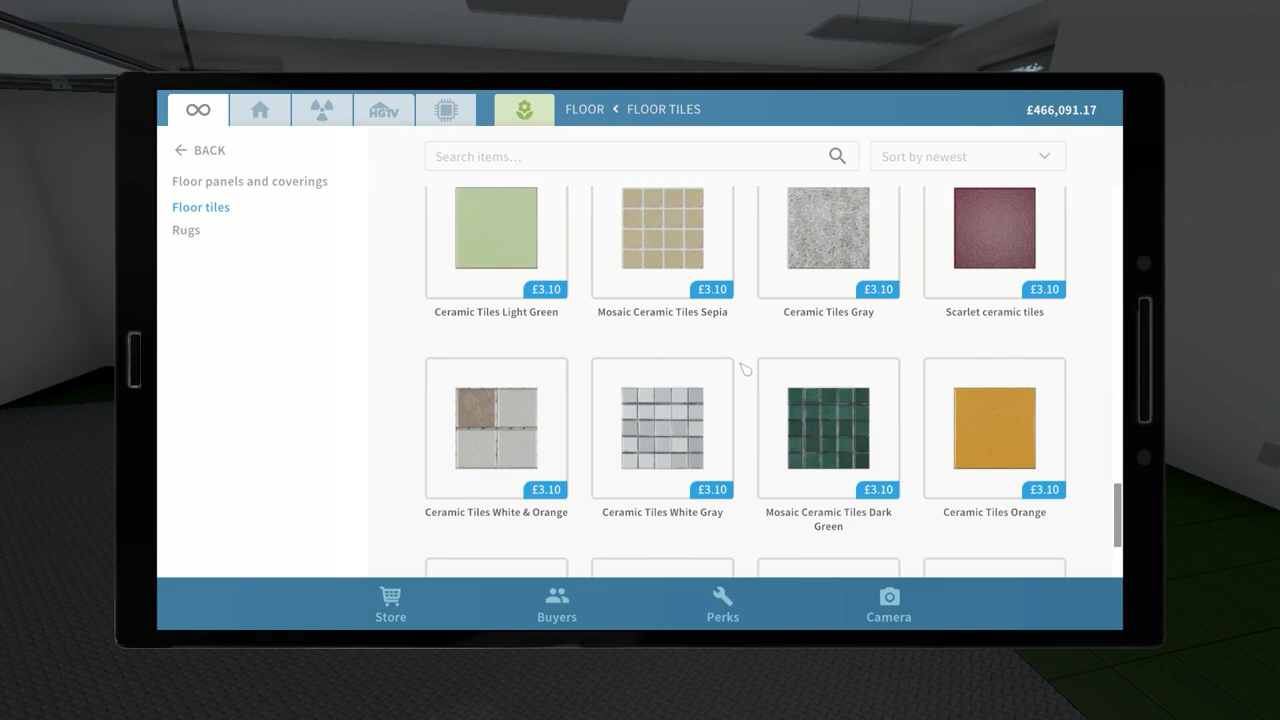 HGTV
FLOOR < FLOOR TILES
£466,091.17
BACK
Floor panels and coverings
Floor tiles
Rugs
Search items...
Sort by newest
£3.10
£3.10
£3.10
£3.10
Ceramic Tiles Light Green
Mosaic Ceramic Tiles Sepia
Ceramic Tiles Gray
Scarlet ceramic tiles
£3.10
£3.10
£3.10
£3.10
Ceramic Tiles White & Orange
Ceramic Tiles White Gray
Mosaic Ceramic Tiles Dark
Green
Ceramic Tiles Orange
Store
Buyers
Perks
Camera